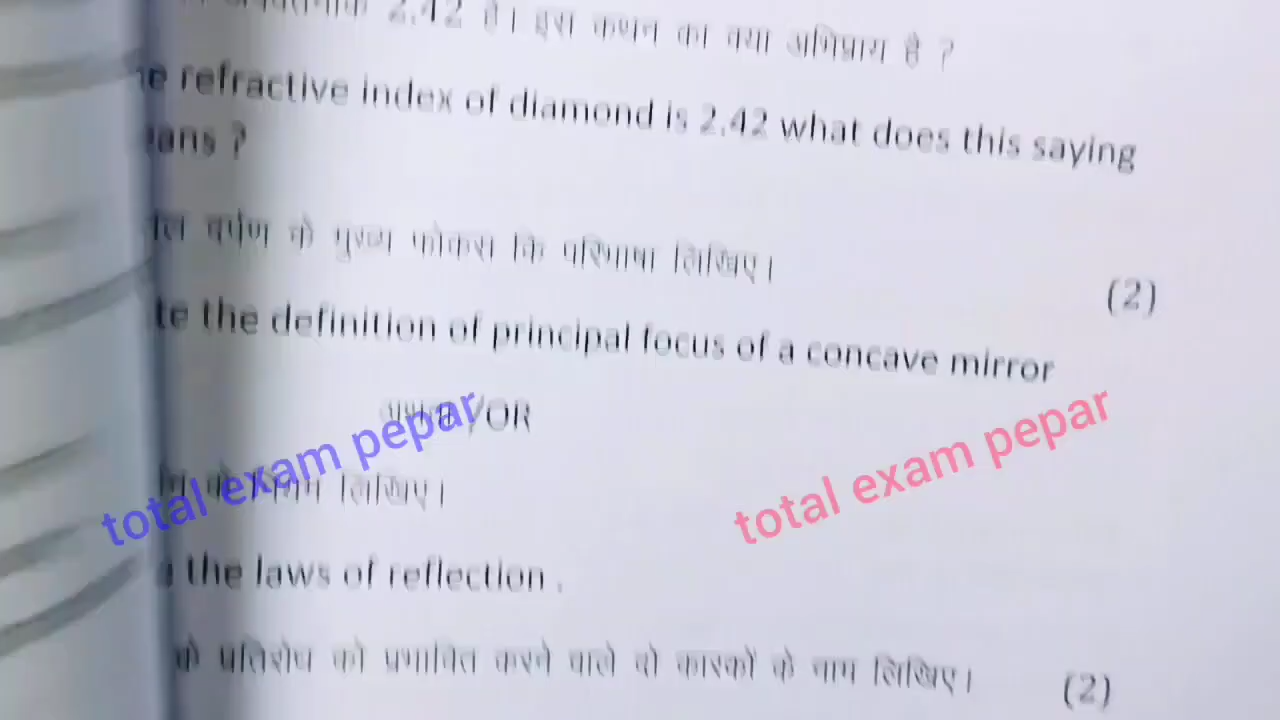 2.42 है। इस कथन का क्या अभिप्राय है ?
refractive index of diamond is 2.42 what does this saying
ans ?
दर्पण के मुख्य फोकस कि परिभाषा लिखिए।
(2)
te the definition of principal focus of a concave mirror
अथवा /OR
total exam pepar
total exam pepar
के नियम लिखिए।
the laws of reflection .
के प्रतिरोध को प्रभावित करने वाले दो कारकों के नाम लिखिए।
(2)